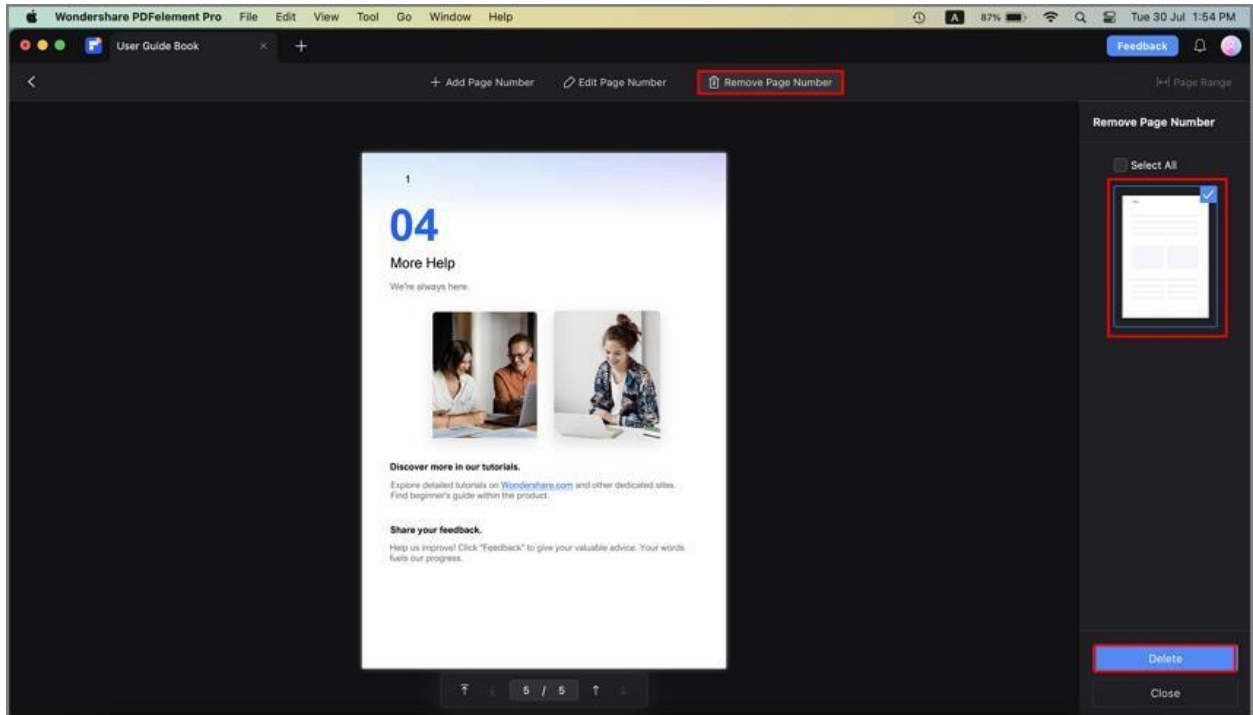 Wondershare PDFelement Pro File Edit View Tool Go Window Help A 87% Tue 30 Jul 1:54 PM
User Guide Book × + Feedback
+ Add Page Number Edit Page Number Remove Page Number Page Range
Remove Page Number
Select All
1
04
More Help
We're always here.
Discover more in our tutorials.
Explore detailed tutorials on Wondershare.com and other dedicated sites.
Find beginner's guide within the product.
Share your feedback.
Help us improve! Click "Feedback" to give your valuable advice. Your words
fuels our progress.
Delete
5 / 5
Close